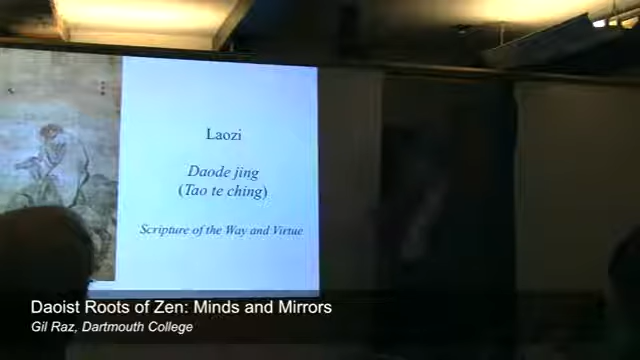 Laozi
Daode jing
(Tao te ching)
Scripture of the Way and Virtue
Daoist Roots of Zen: Minds and Mirrors
Gil Raz, Dartmouth College